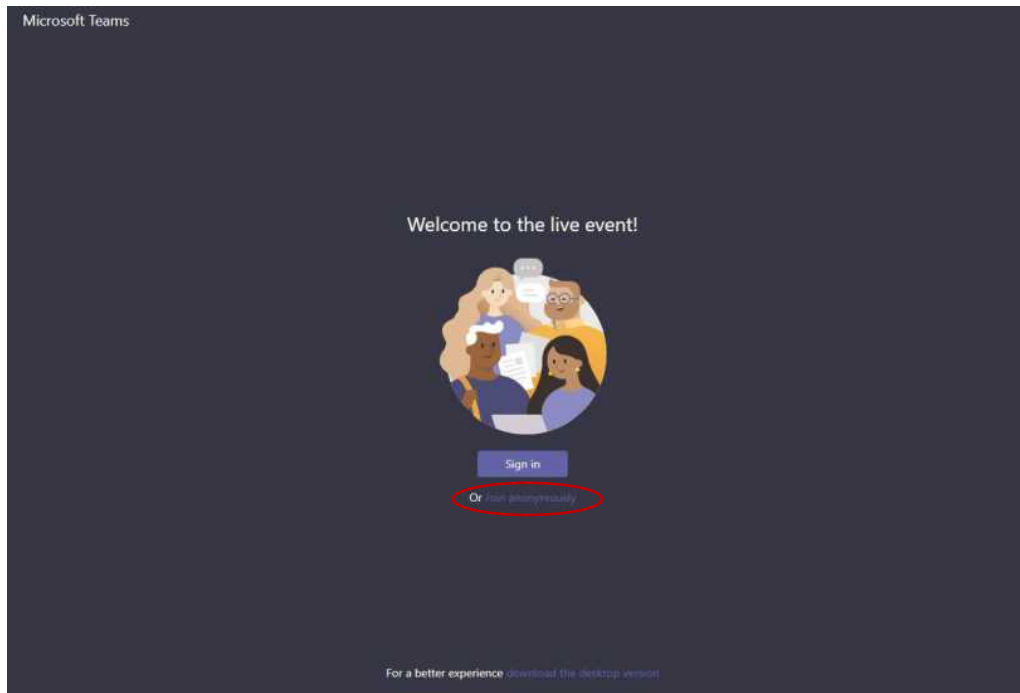 Microsoft Teams
Welcome to the live event!
Sign in
Or Join anonymously
For a better experience download the desktop version